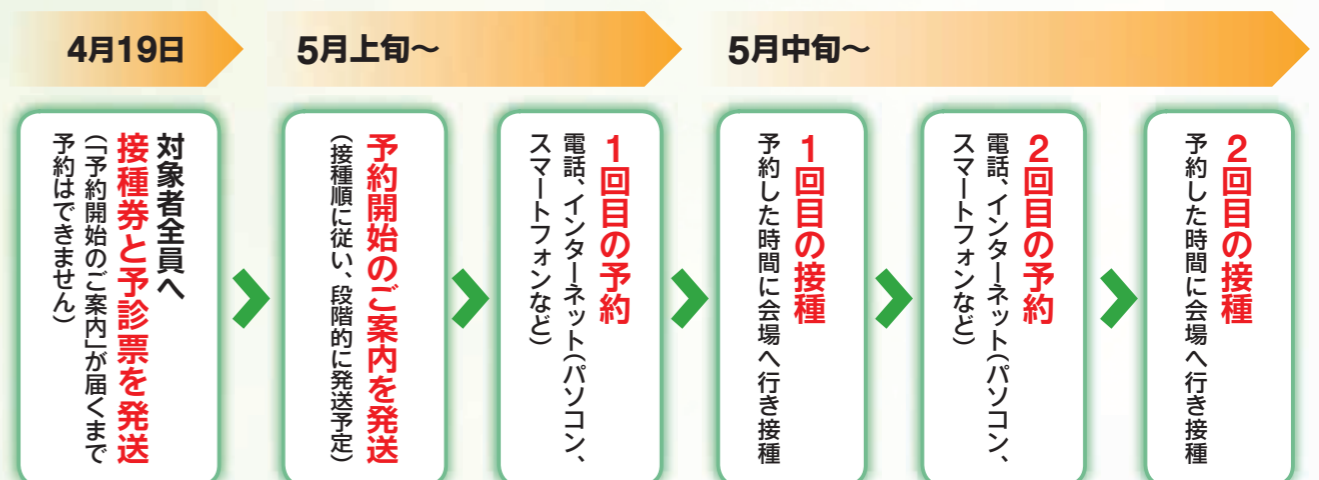 4月19日
5月上旬～
5月中旬～
対象者全員へ
接種券と予診票を発送
（「予約開始のご案内」が届くまで
予約はできません）
予約開始のご案内を発送
（接種順に従い、段階的に発送予定）
1回目の予約
電話、インターネット（パソコン、
スマートフォンなど）
1回目の接種
予約した時間に会場へ行き接種
2回目の予約
電話、インターネット（パソコン、
スマートフォンなど）
2回目の接種
予約した時間に会場へ行き接種